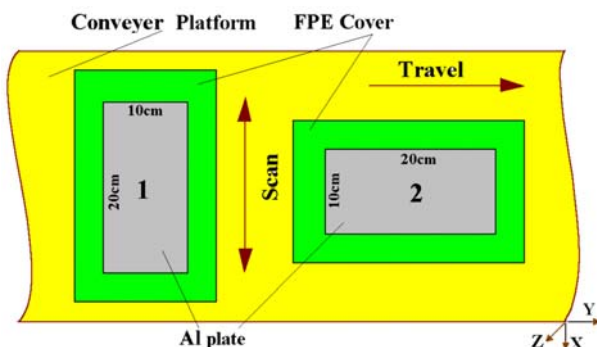 Conveyer Platform
FPE Cover
Travel
10cm
20cm
1
Scan
20cm
10cm
2
Al plate
Y
Z
X